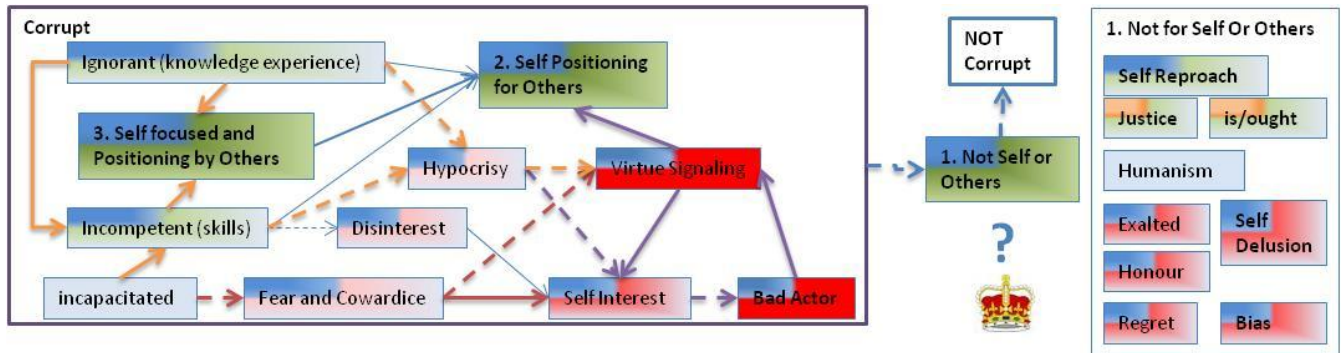 Corrupt
Ignorant (knowledge experience)
2. Self Positioning
for Others
3. Self focused and
Positioning by Others
Hypocrisy
Virtue Signaling
Incompetent (skills)
Disinterest
incapacitated
Fear and Cowardice
Self Interest
Bad Actor
NOT
Corrupt
1. Not Self or
Others
?
1. Not for Self Or Others
Self Reproach
Justice
is/ought
Humanism
Exalted
Self
Delusion
Honour
Regret
Bias